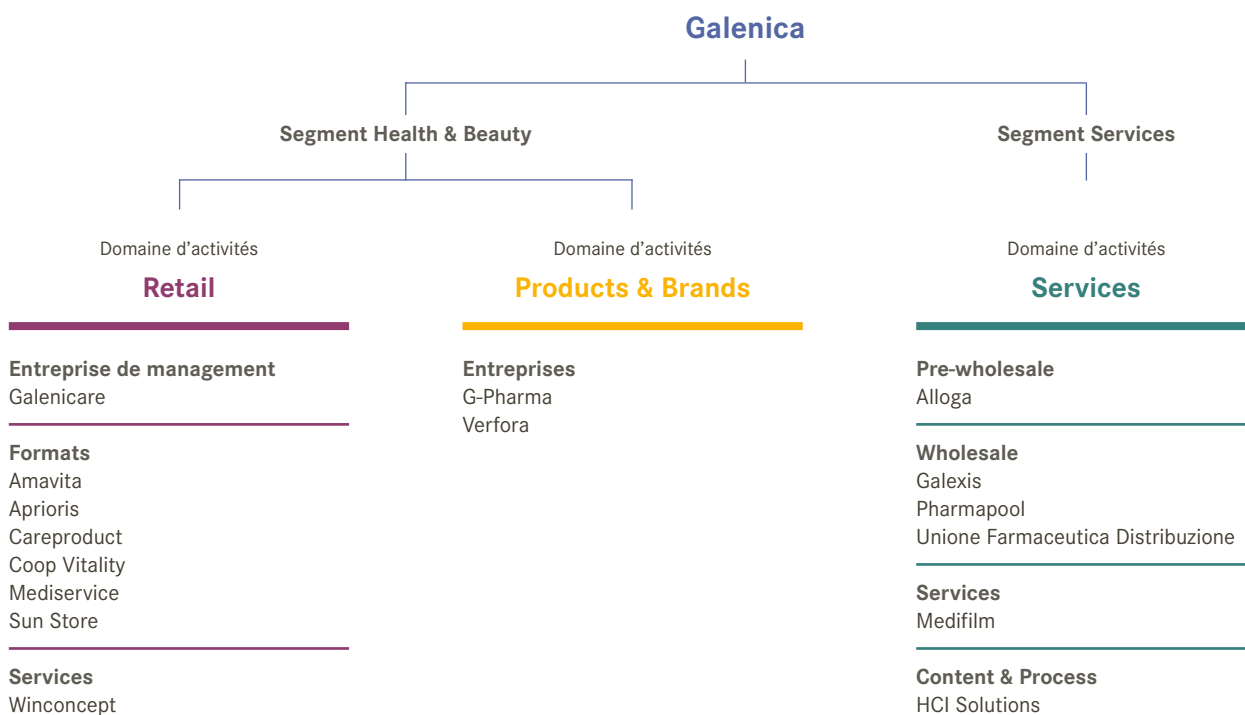 Galenica
Segment Health & Beauty
Segment Services
Domaine d'activités
Retail
Entreprise de management
Galenicare
Formats
Amavita
Aprioris
Careproduct
Coop Vitality
Mediservice
Sun Store
Services
Winconcept
Domaine d'activités
Products & Brands
Entreprises
G-Pharma
Verfora
Domaine d'activités
Services
Pre-wholesale
Alloga
Wholesale
Galexis
Pharmapool
Unione Farmaceutica Distribuzione
Services
Medifilm
Content & Process
HCI Solutions